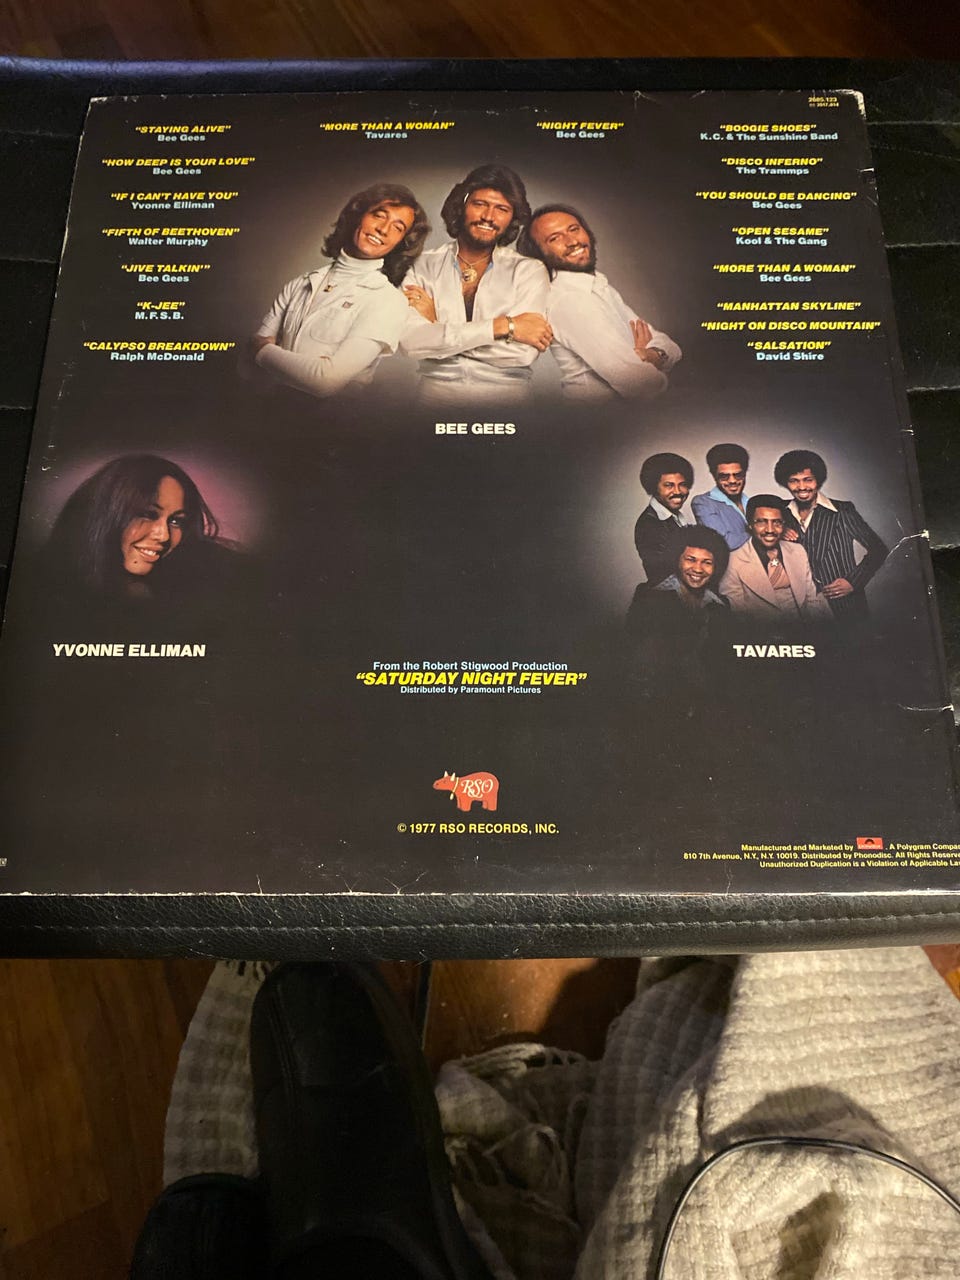 2685.123
2917.014
"STAYING ALIVE"
Bee Gees
"HOW DEEP IS YOUR LOVE"
Bee Gees
"IF I CAN'T HAVE YOU"
Yvonne Elliman
"FIFTH OF BEETHOVEN"
Walter Murphy
"JIVE TALKIN'"
Bee Gees
"K-JEE"
M.F.S.B.
"CALYPSO BREAKDOWN"
Ralph McDonald
"MORE THAN A WOMAN"
Tavares
"NIGHT FEVER"
Bee Gees
"BOOGIE SHOES"
K.C. & The Sunshine Band
"DISCO INFERNO"
The Trammps
"YOU SHOULD BE DANCING"
Bee Gees
"OPEN SESAME"
Kool & The Gang
"MORE THAN A WOMAN"
Bee Gees
"MANHATTAN SKYLINE"
"NIGHT ON DISCO MOUNTAIN"
"SALSATION"
David Shire
BEE GEES
YVONNE ELLIMAN
TAVARES
From the Robert Stigwood Production
"SATURDAY NIGHT FEVER"
Distributed by Paramount Pictures
RSO
© 1977 RSO RECORDS, INC.
Manufactured and Marketed by , A Polygram Compa
810 7th Avenue, N.Y., N.Y. 10019. Distributed by Phonodisc. All Rights Reserve
Unauthorized Duplication is a Violation of Applicable La